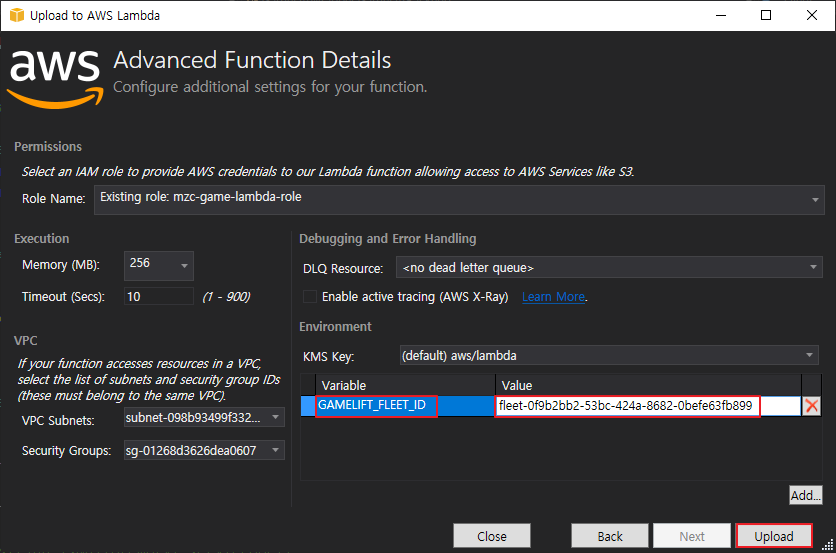 Upload to AWS Lambda
aws
Advanced Function Details
Configure additional settings for your function.
Permissions
Select an IAM role to provide AWS credentials to our Lambda function allowing access to AWS Services like S3.
Role Name: Existing role: mzc-game-lambda-role
Execution
Memory (MB): 256
Timeout (Secs): 10 (1 - 900)
VPC
If your function accesses resources in a VPC,
select the list of subnets and security group IDs
(these must belong to the same VPC).
VPC Subnets: subnet-098b93499f332...
Security Groups: sg-01268d3626dea0607
Debugging and Error Handling
DLQ Resource: <no dead letter queue>
Enable active tracing (AWS X-Ray) Learn More.
Environment
KMS Key: (default) aws/lambda
Variable Value
GAMELIFT_FLEET_ID fleet-0f9b2bb2-53bc-424a-8682-0befe63fb899
Add...
Close Back Next Upload